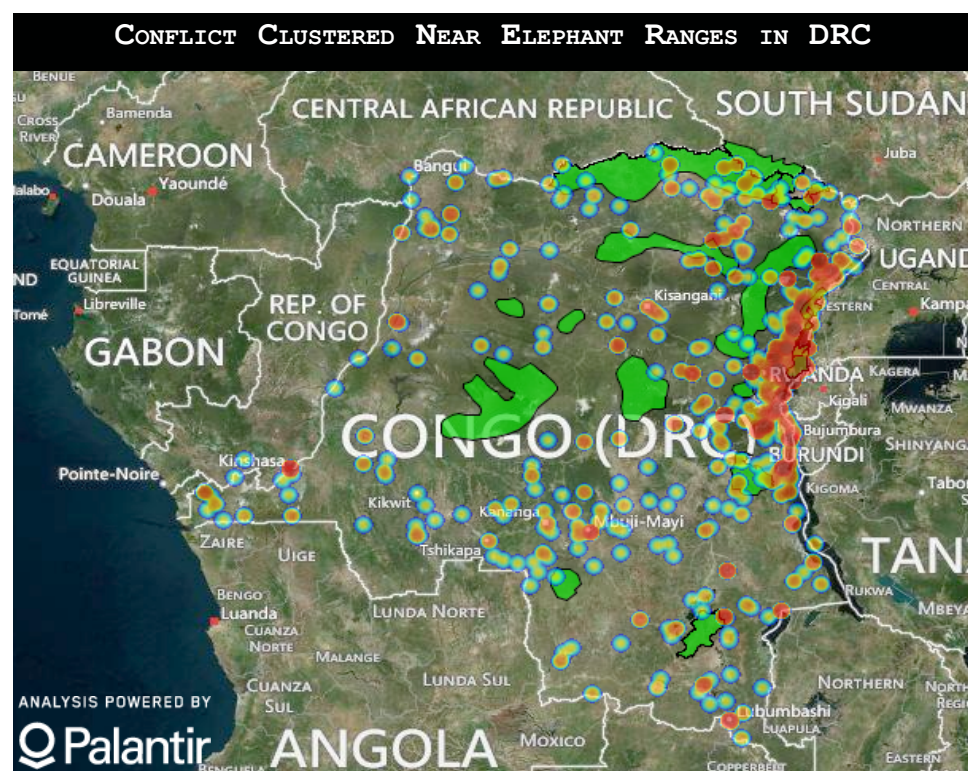 CONFLICT CLUSTERED NEAR ELEPHANT RANGES IN DRC
BENUE
Bamenda
CROSS
RIVER
CENTRAL AFRICAN REPUBLIC
SOUTH SUDAN
CAMEROON
Bangui
Juba
Yaoundé
Douala
NORTHERN
EQUATORIAL
GUINEA
UGAND
CENTRAL
Libreville
REP. OF
CONGO
Kisangani
ESTERN
Kampa
Tomé
GABON
RWANDA
KAGERA
Kigali
MWANZA
CONGO (DRC)
Bujumbura
BURUNDI
SHINYANG
Kinshasa
Pointe-Noire
KIGOMA
Tabor
Kikwit
Kananga
Mbuji-Mayi
ZAIRE
UIGE
Tshikapa
TAN
BENGO
Luanda
LUNDA NORTE
RUKWA
MBEYA
CUANZA
NORTE
MALANGE
CUANZA
SUL
LUNDA SUL
NORTHERN
ANALYSIS POWERED BY
Palantir
Lubumbashi
LUAPULA
ANGOLA
MOXICO
BENGUELA
COPPERBELT
EASTERN